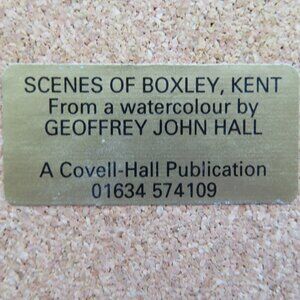 SCENES OF BOXLEY, KENT
From a watercolour by
GEOFFREY JOHN HALL
A Covell-Hall Publication
01634 574109